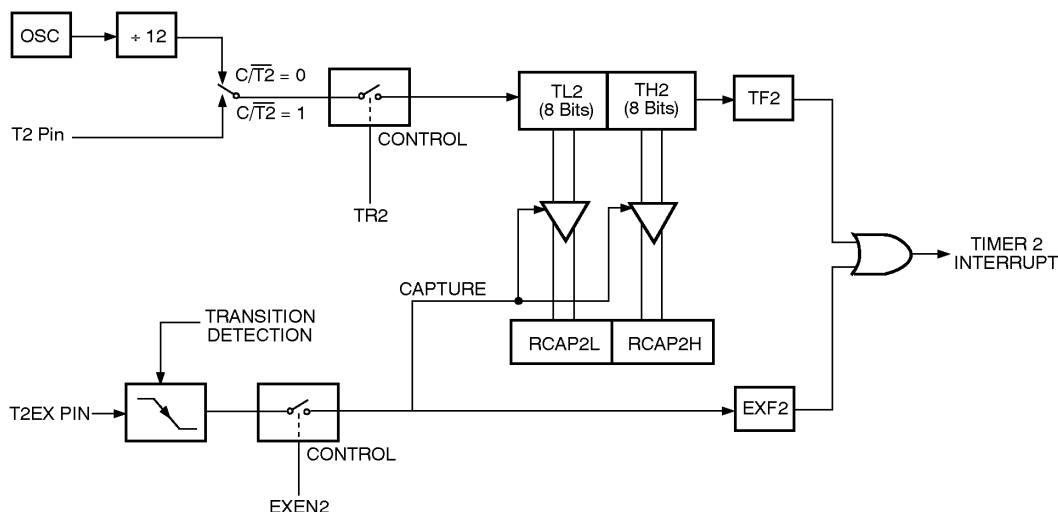 OSC
÷ 12
C/T2̅ = 0
C/T2̅ = 1
T2 Pin
CONTROL
TR2
TL2
(8 Bits)
TH2
(8 Bits)
TF2
TIMER 2
INTERRUPT
CAPTURE
TRANSITION
DETECTION
RCAP2L
RCAP2H
T2EX PIN
EXF2
CONTROL
EXEN2